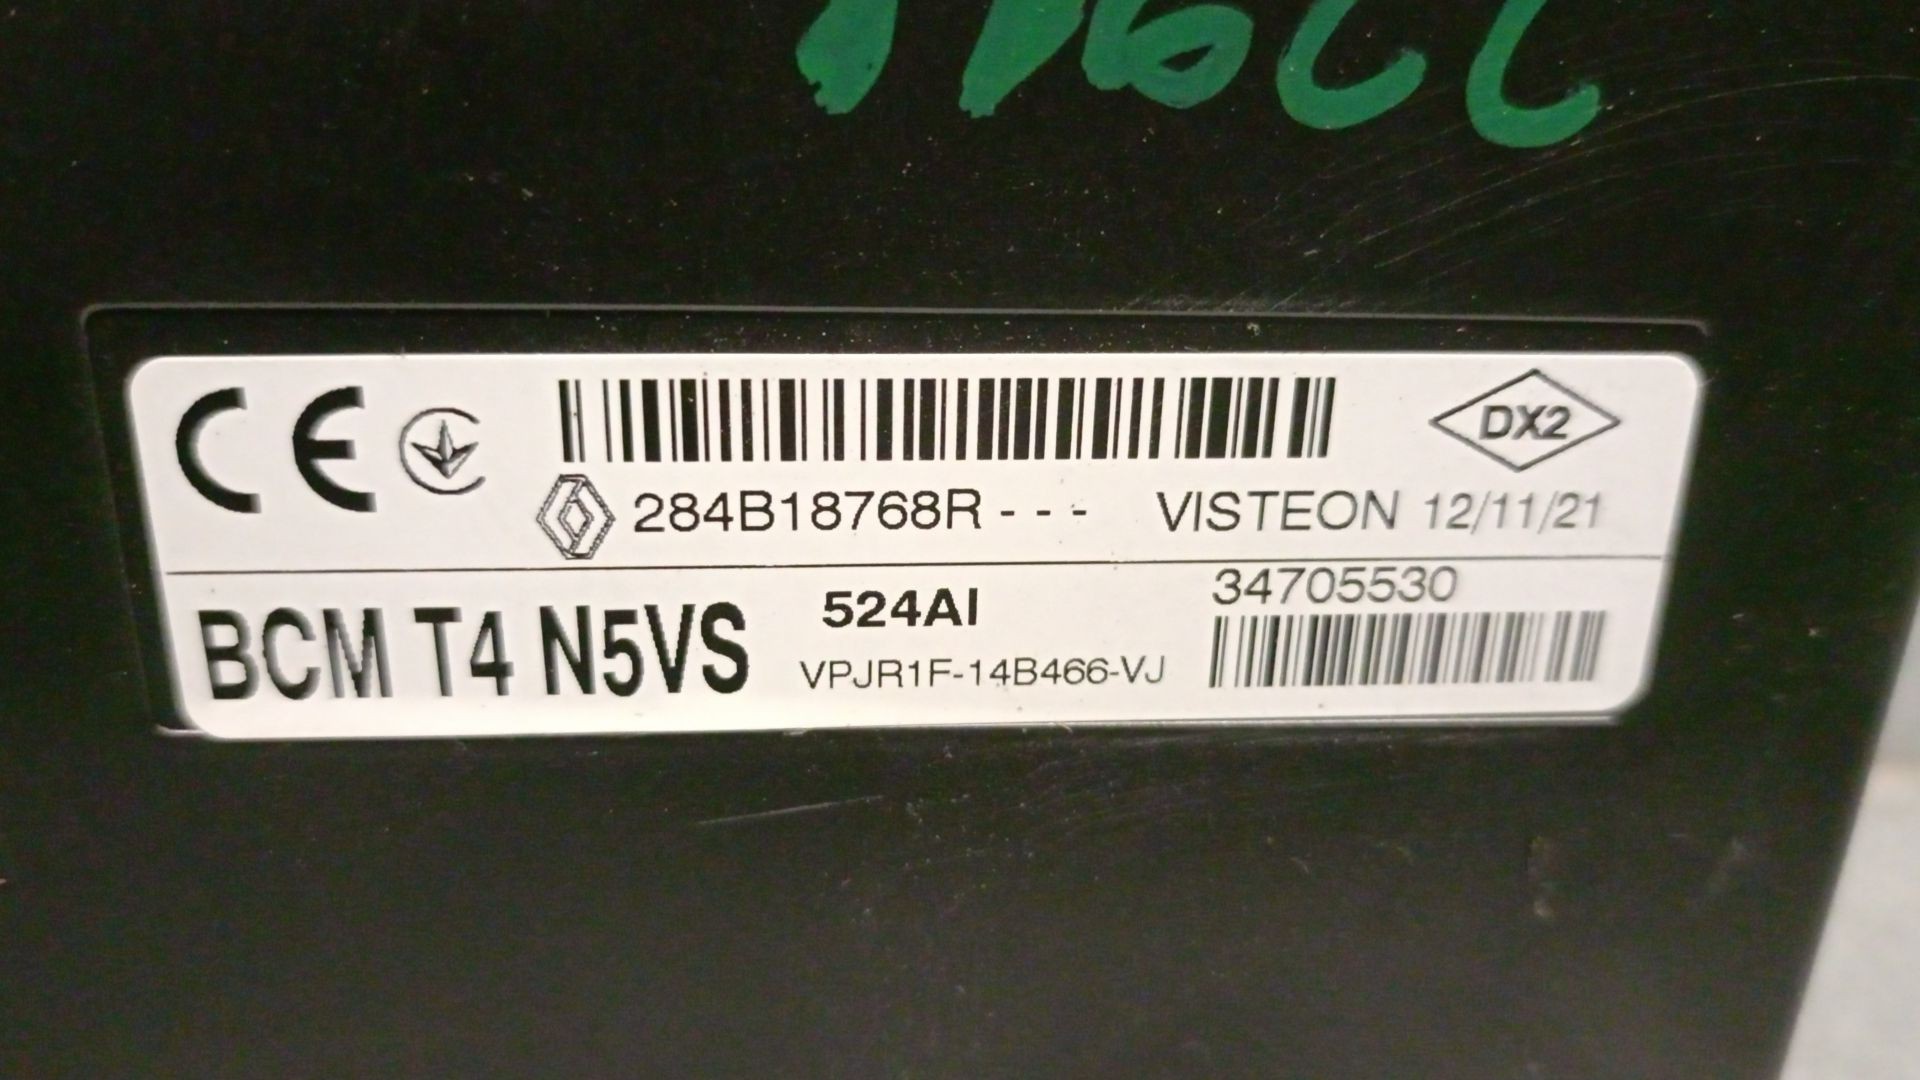 CE
DX2
284B18768R - - - VISTEON 12/11/21
BCM T4 N5VS
524AI
VPJR1F-14B466-VJ
34705530